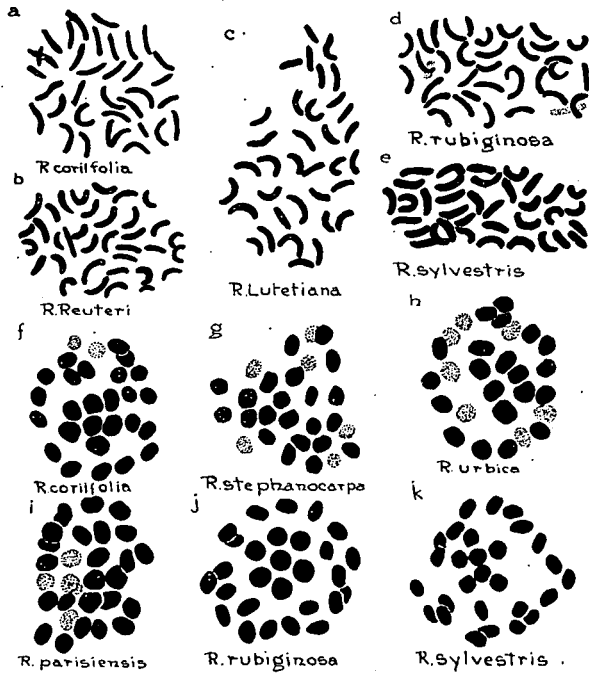 a
R corilfolia
b
R.Reuteri
c
R.Lutetiana
d
R.rubiginosa
e
R.sylvestris
f
R.corilfolia
g
R.stephanocarpa
h
R.urbica
i
R. parisiensis
j
R.rubiginosa
k
R.sylvestris.